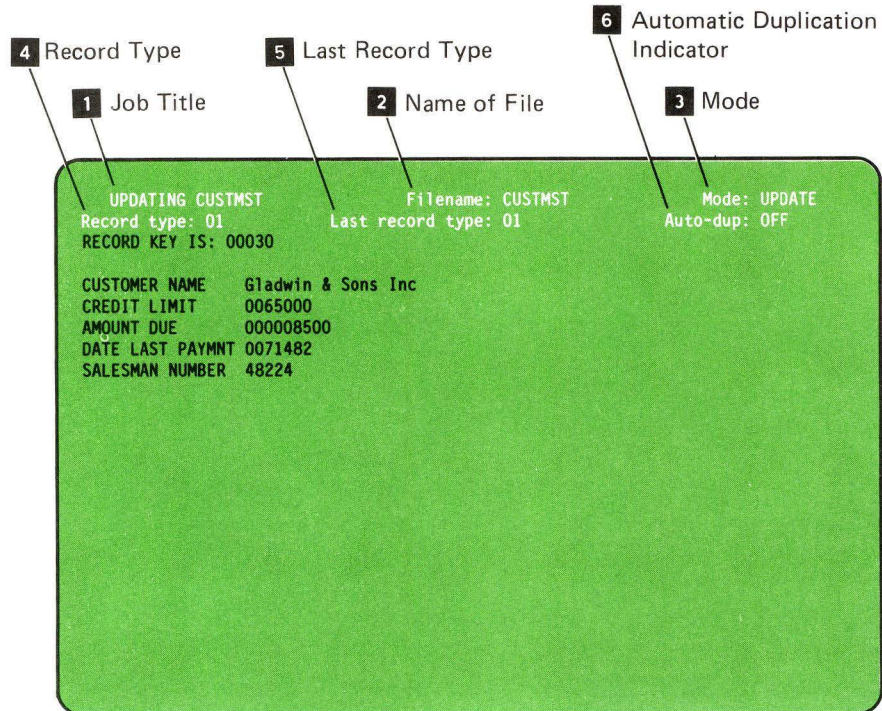 6 Automatic Duplication
Indicator
4 Record Type
5 Last Record Type
1 Job Title
2 Name of File
3 Mode
UPDATING CUSTMST Filename: CUSTMST Mode: UPDATE
Record type: 01 Last record type: 01 Auto-dup: OFF
RECORD KEY IS: 00030
CUSTOMER NAME Gladwin & Sons Inc
CREDIT LIMIT 0065000
AMOUNT DUE 000008500
DATE LAST PAYMNT 0071482
SALESMAN NUMBER 48224